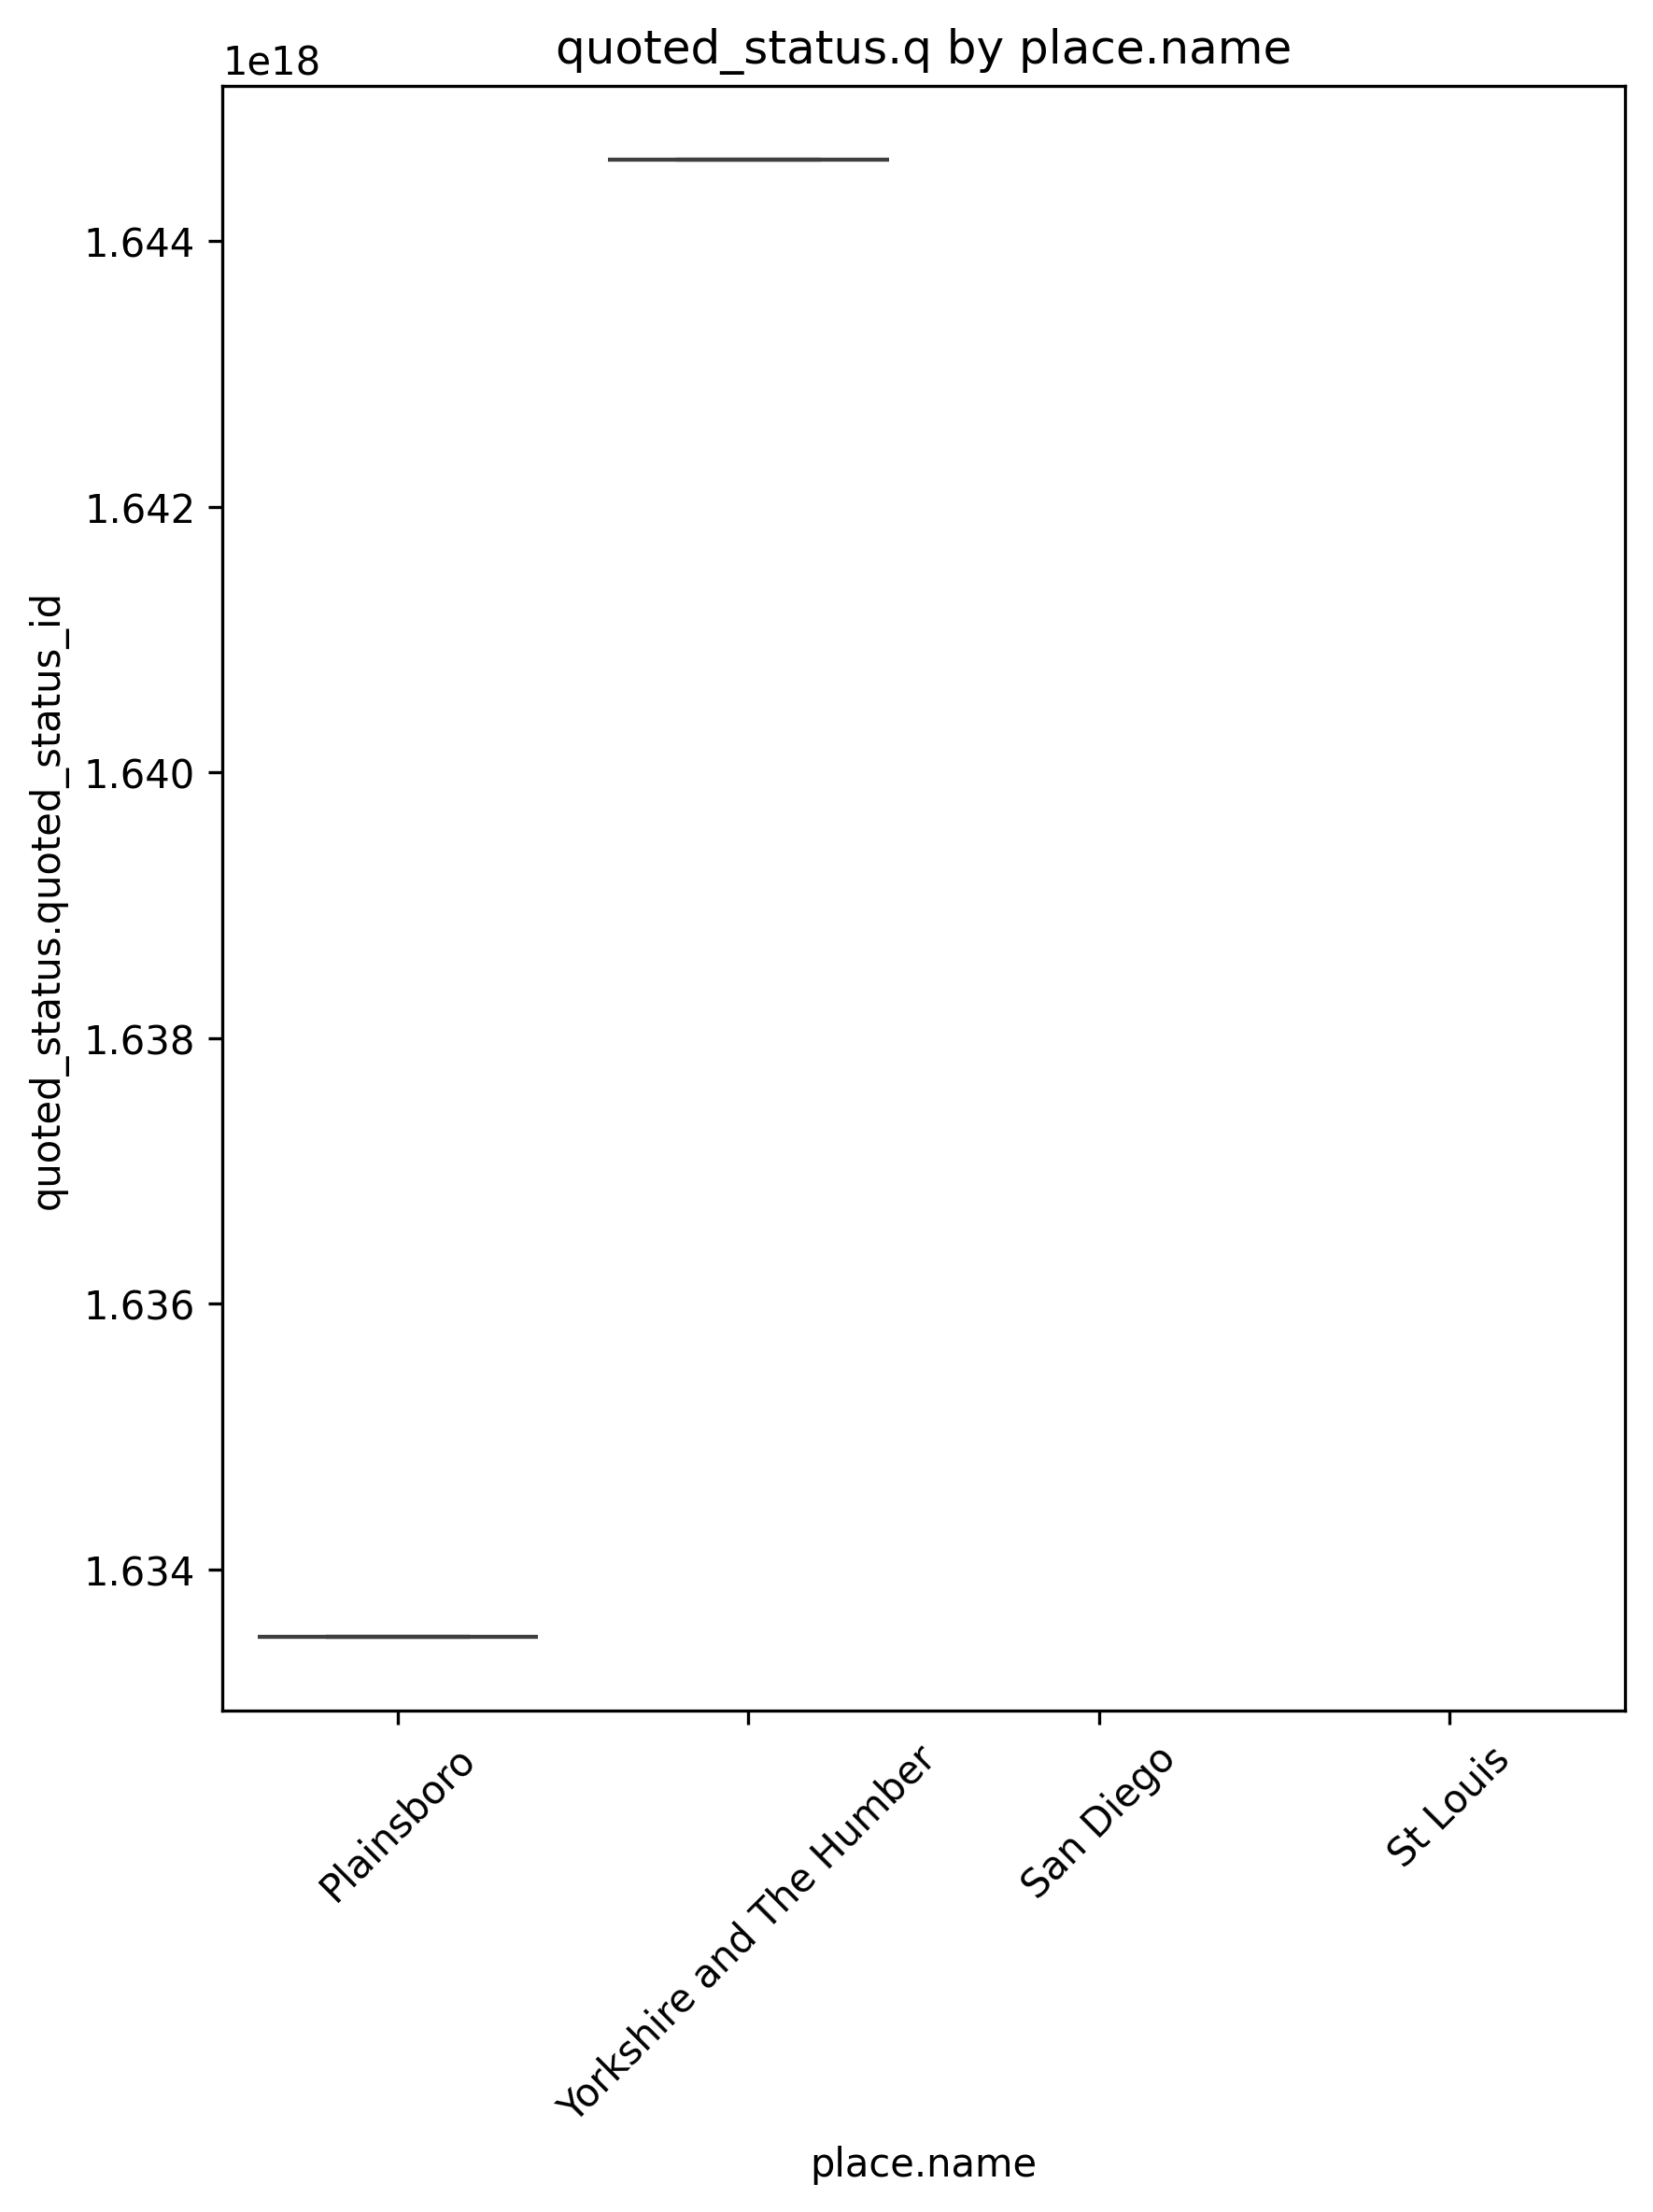 quoted_status.q by place.name
1e18
1.644
1.642
1.640
1.638
1.636
1.634
quoted_status.quoted_status_id
Plainsboro
Yorkshire and The Humber
San Diego
St Louis
place.name